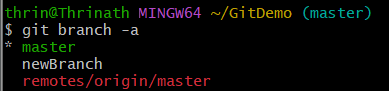 thrin@Thrinath MINGW64 ~/GitDemo (master)
$ git branch -a
* master
  newBranch
  remotes/origin/master